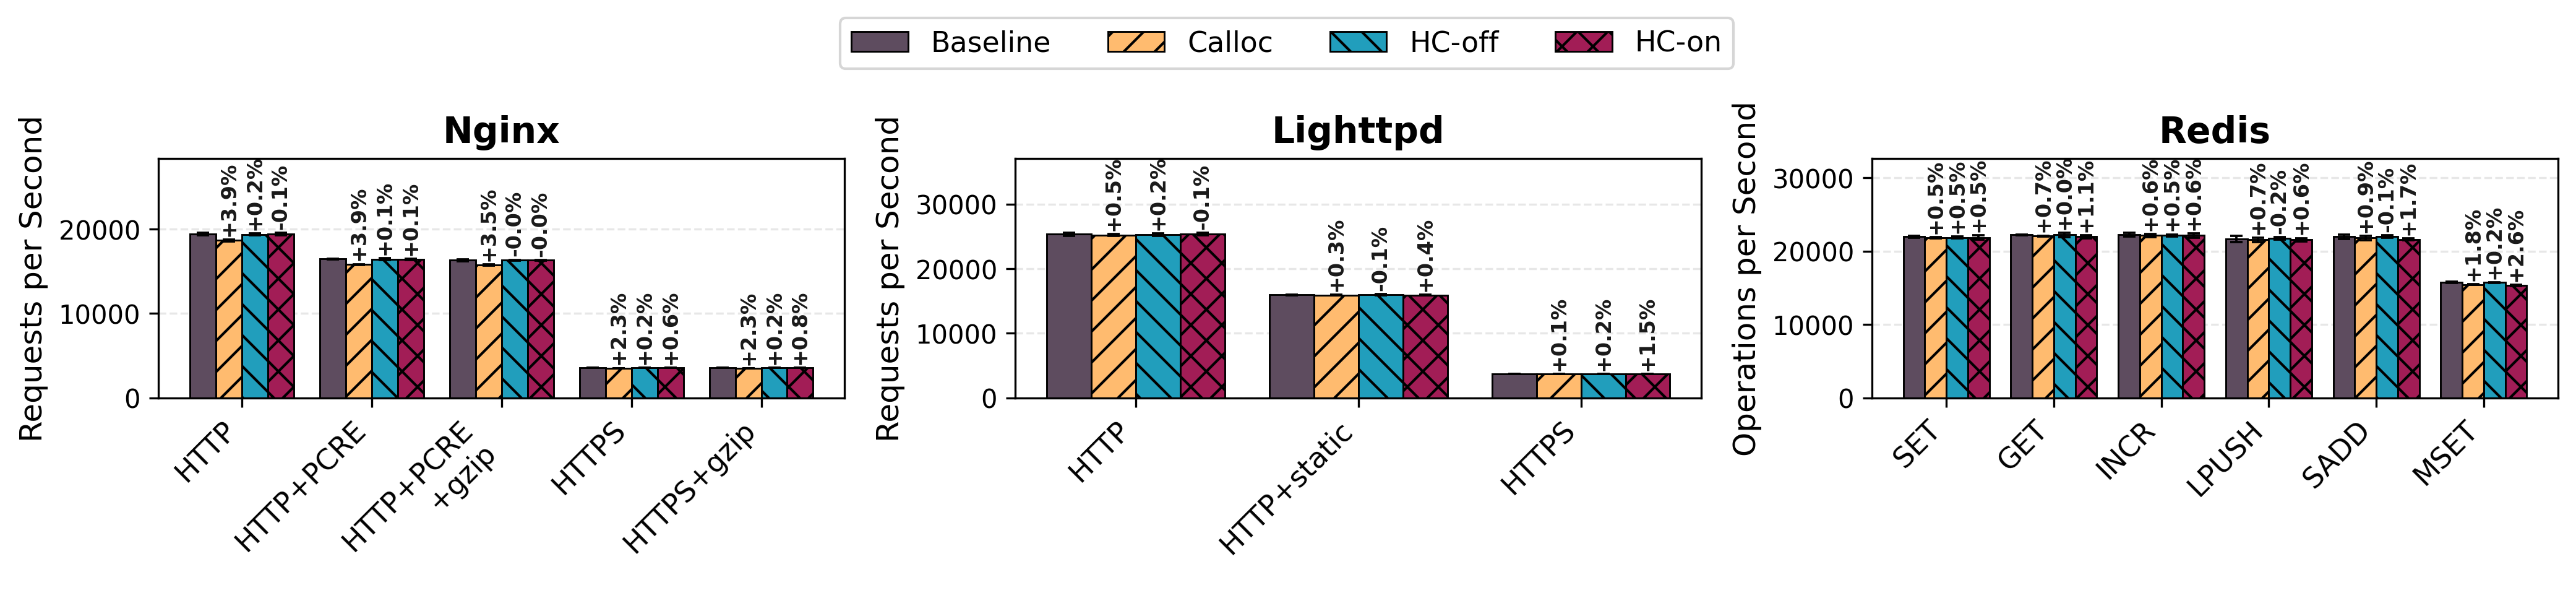 Baseline Calloc HC-off HC-on
Nginx
Requests per Second
20000
10000
0
+3.9% +0.2% -0.1%
+3.9% +0.1% +0.1%
+3.5% -0.0% -0.0%
+2.3% +0.2% +0.6%
+2.3% +0.2% +0.8%
HTTP
HTTP+PCRE
HTTP+PCRE
+gzip
HTTPS
HTTPS+gzip
Lighttpd
Requests per Second
30000
20000
10000
0
+0.5% +0.2% -0.1%
+0.3% -0.1% +0.4%
+0.1% +0.2% +1.5%
HTTP
HTTP+static
HTTPS
Redis
Operations per Second
30000
20000
10000
0
+0.5% +0.5% +0.5%
+0.7% +0.0% +1.1%
+0.6% +0.5% +0.6%
+0.7% -0.2% +0.6%
+0.9% -0.1% +1.7%
+1.8% +0.2% +2.6%
SET
GET
INCR
LPUSH
SADD
MSET